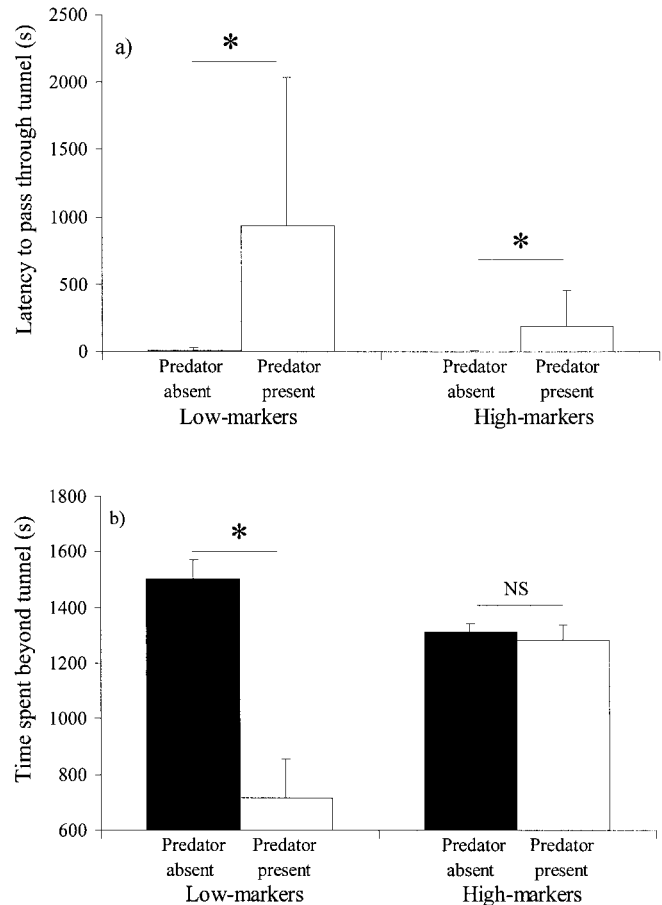 Latency to pass through tunnel (s)
2500
2000
1500
1000
500
0
a)
*
*
Predator absent
Predator present
Predator absent
Predator present
Low-markers
High-markers
Time spent beyond tunnel (s)
1800
1600
1400
1200
1000
800
600
b)
*
NS
Predator absent
Predator present
Predator absent
Predator present
Low-markers
High-markers